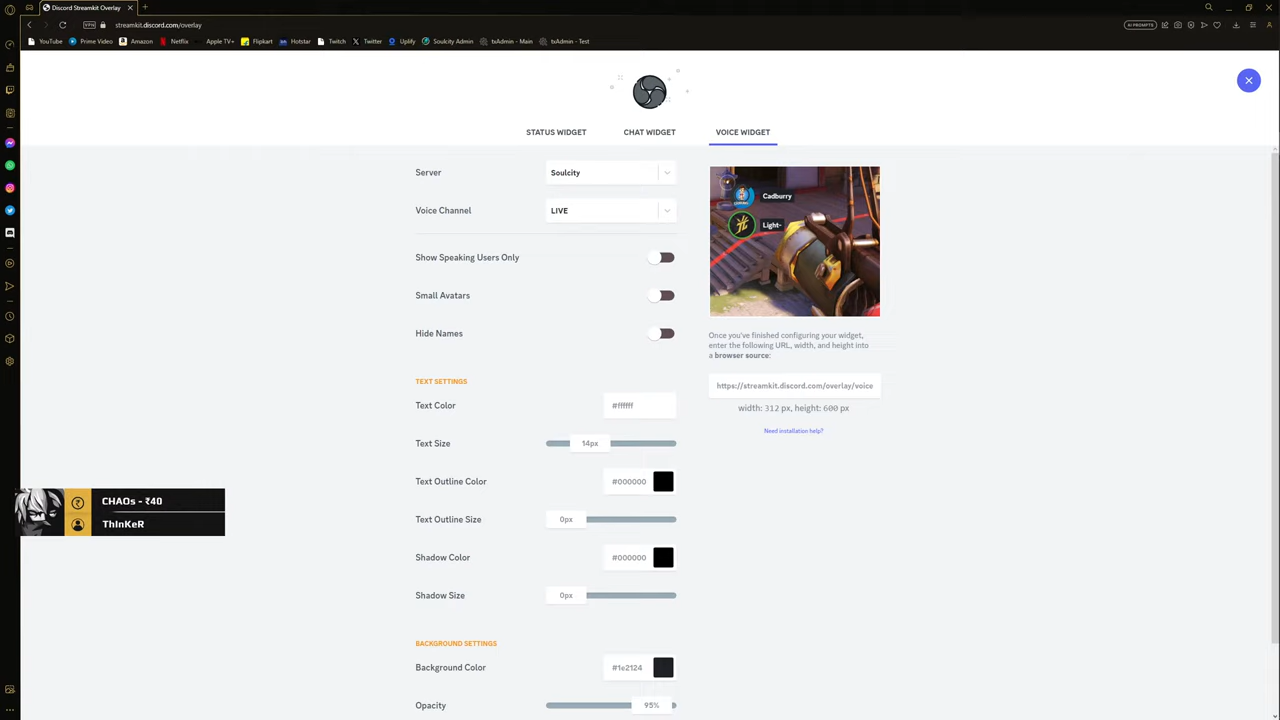 Discord Streamkit Overlay
VPN
streamkit.discord.com/overlay
AI PROMPTS
YouTube
Prime Video
Amazon
Netflix
Apple TV+
Flipkart
Hotstar
Twitch
Twitter
Uplify
Soulcity Admin
txAdmin - Main
txAdmin - Test
STATUS WIDGET
CHAT WIDGET
VOICE WIDGET
Server
Soulcity
Voice Channel
LIVE
Show Speaking Users Only
Small Avatars
Hide Names
TEXT SETTINGS
Text Color
#ffffff
Text Size
14px
Text Outline Color
#000000
Text Outline Size
0px
Shadow Color
#000000
Shadow Size
0px
BACKGROUND SETTINGS
Background Color
#1e2124
Opacity
95%
Cadburry
Light-
Once you've finished configuring your widget,
enter the following URL, width, and height into
a browser source:
https://streamkit.discord.com/overlay/voice
width: 312 px, height: 600 px
Need installation help?
CHAOs - ₹40
ThInKeR